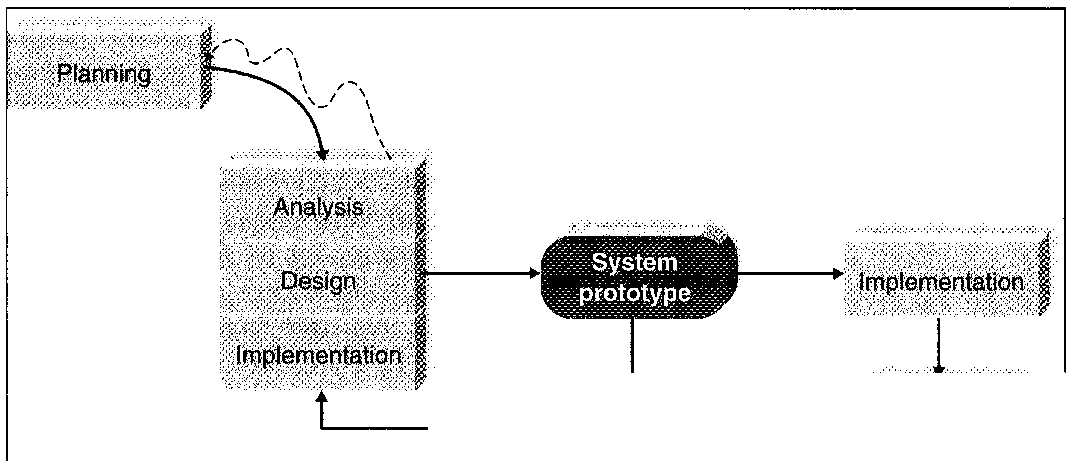 Planning
Analysis
Design
Implementation
System
prototype
Implementation